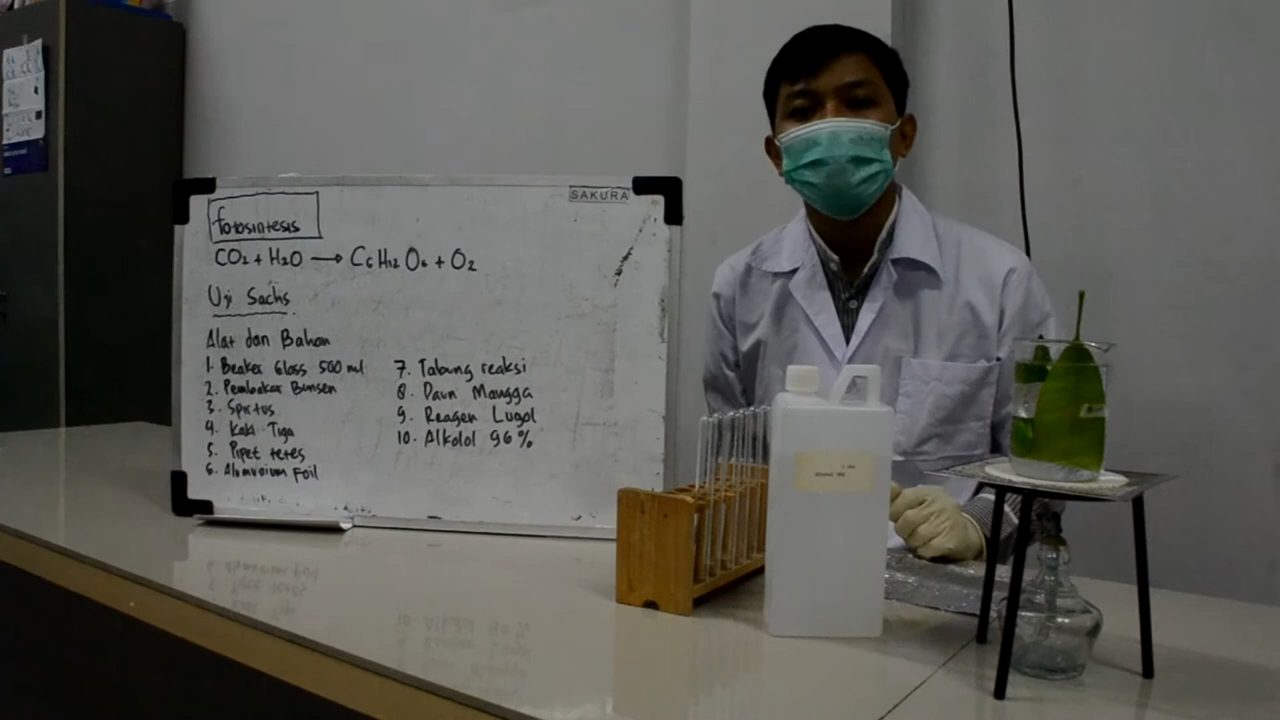 SAKURA
fotosintesis
CO₂ + H₂O → C₆H₁₂O₆ + O₂
Uji Sachs
Alat dan Bahan
1. Beaker Glass 500 ml
2. Pembakar Bunsen
3. Spirtus
4. Kaki Tiga
5. Pipet tetes
6. Alumunium Foil
7. Tabung reaksi
8. Daun Mangga
9. Reagen Lugol
10. Alkolol 96%